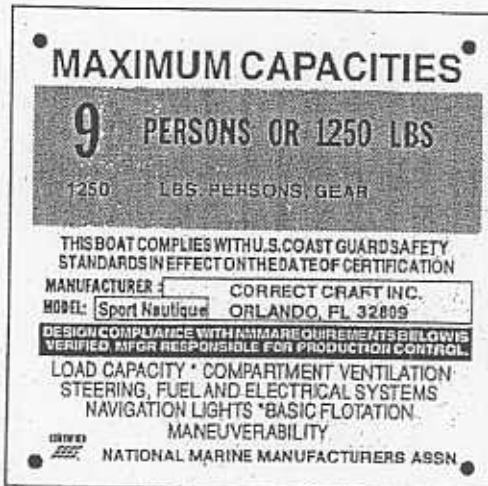 MAXIMUM CAPACITIES
9 PERSONS OR 1250 LBS
1250 LBS. PERSONS, GEAR
THIS BOAT COMPLIES WITH U.S. COAST GUARD SAFETY
STANDARDS IN EFFECT ON THE DATE OF CERTIFICATION
MANUFACTURER : CORRECT CRAFT INC.
MODEL: Sport Nautique ORLANDO, FL 32809
DESIGN COMPLIANCE WITH NMMA REQUIREMENTS BELOW IS
VERIFIED. MFGR RESPONSIBLE FOR PRODUCTION CONTROL.
LOAD CAPACITY * COMPARTMENT VENTILATION
STEERING, FUEL AND ELECTRICAL SYSTEMS
NAVIGATION LIGHTS *BASIC FLOTATION
MANEUVERABILITY
CERTIFIED
NATIONAL MARINE MANUFACTURERS ASSN